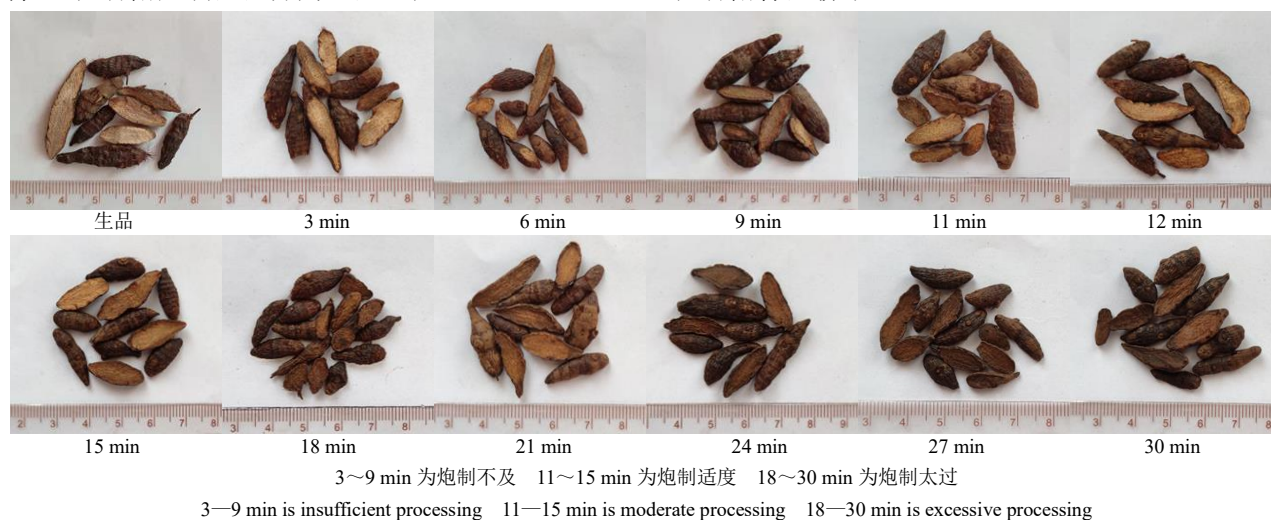 生品 3 min 6 min 9 min 11 min 12 min
15 min 18 min 21 min 24 min 27 min 30 min
3～9 min 为炮制不及 11～15 min 为炮制适度 18～30 min 为炮制太过
3—9 min is insufficient processing 11—15 min is moderate processing 18—30 min is excessive processing